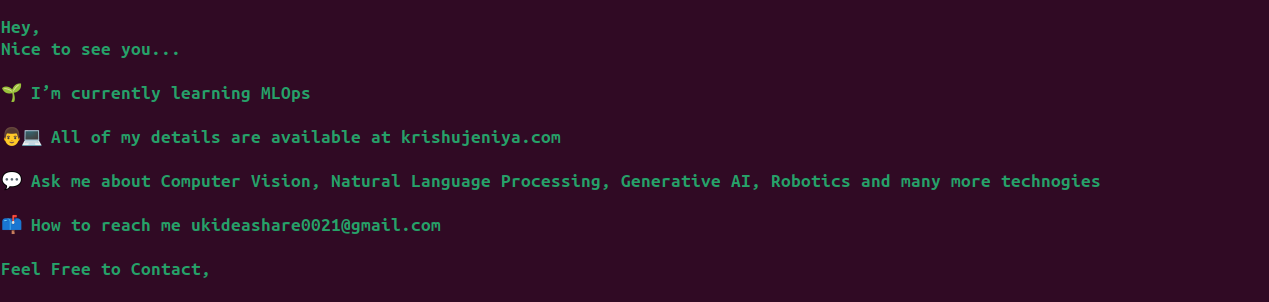 Hey,
Nice to see you...
🌱 I’m currently learning MLOps
👨💻 All of my details are available at krishujeniya.com
💬 Ask me about Computer Vision, Natural Language Processing, Generative AI, Robotics and many more technogies
📫 How to reach me ukideashare0021@gmail.com
Feel Free to Contact,